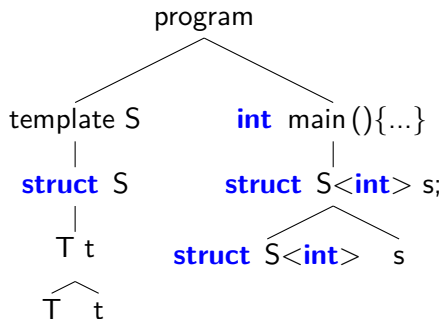 program
template S int main(){...}
struct S struct S<int> s;
T t struct S<int> s
T t